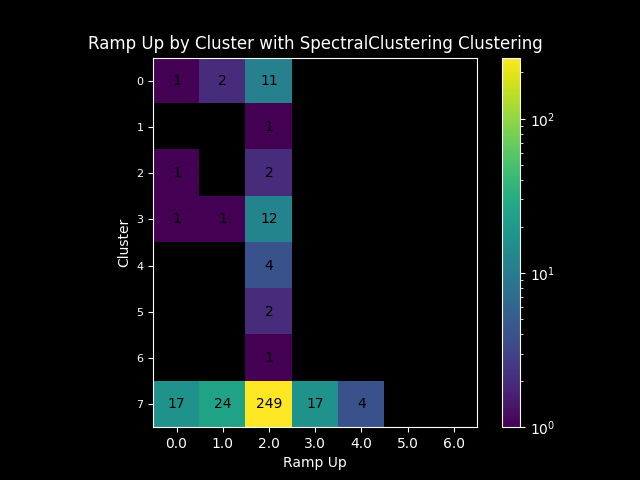 Ramp Up by Cluster with SpectralClustering Clustering
0 1 2 11
1 1
2 1 2
3 1 1 12
4 4
5 2
6 1
7 17 24 249 17 4
0.0 1.0 2.0 3.0 4.0 5.0 6.0
Ramp Up
Cluster
10^2
10^1
10^0